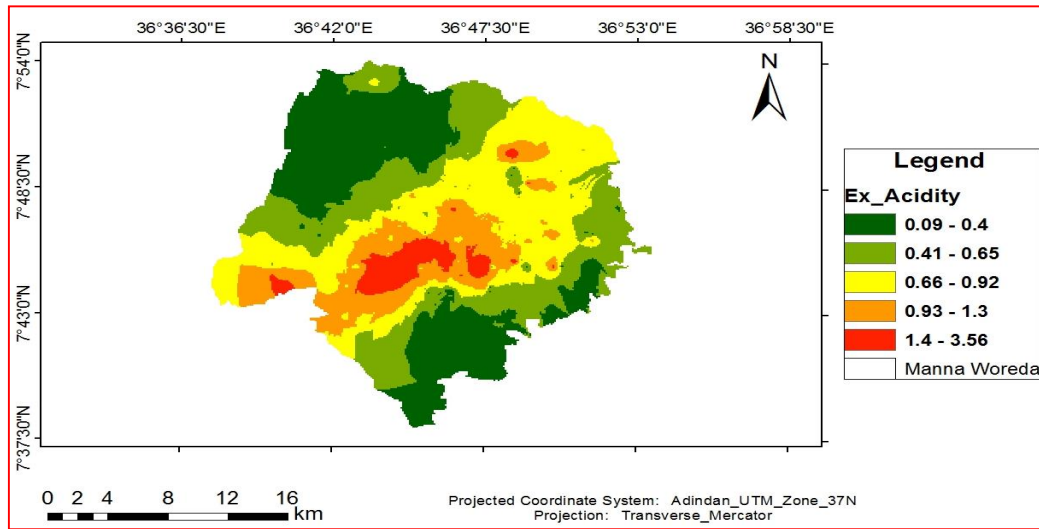 36°36'30"E 36°42'0"E 36°47'30"E 36°53'0"E 36°58'30"E
7°54'0"N
7°48'30"N
7°43'0"N
7°37'30"N
N
Legend
Ex_Acidity
0.09 - 0.4
0.41 - 0.65
0.66 - 0.92
0.93 - 1.3
1.4 - 3.56
Manna Woreda
0 2 4 8 12 16
km
Projected Coordinate System: Adindan_UTM_Zone_37N
Projection: Transverse_Mercator